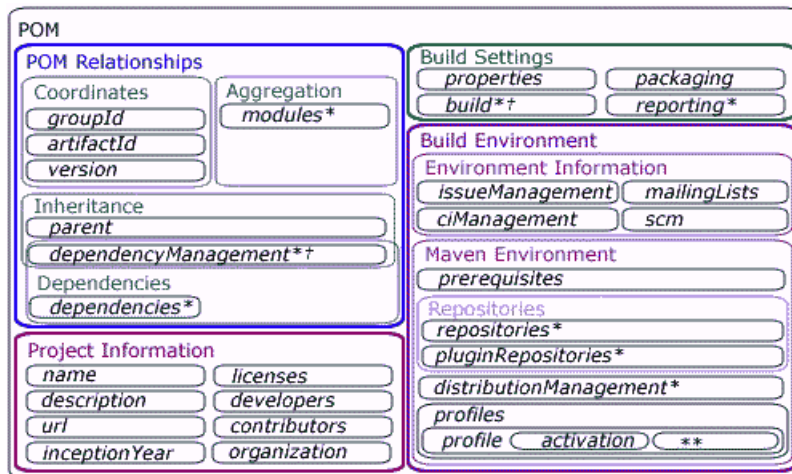 POM
POM Relationships
Coordinates
groupId
artifactId
version
Aggregation
modules*
Inheritance
parent
dependencyManagement*†
Dependencies
dependencies*
Project Information
name
licenses
description
developers
url
contributors
inceptionYear
organization
Build Settings
properties
packaging
build*†
reporting*
Build Environment
Environment Information
issueManagement
mailingLists
ciManagement
scm
Maven Environment
prerequisites
Repositories
repositories*
pluginRepositories*
distributionManagement*
profiles
profile
activation
**